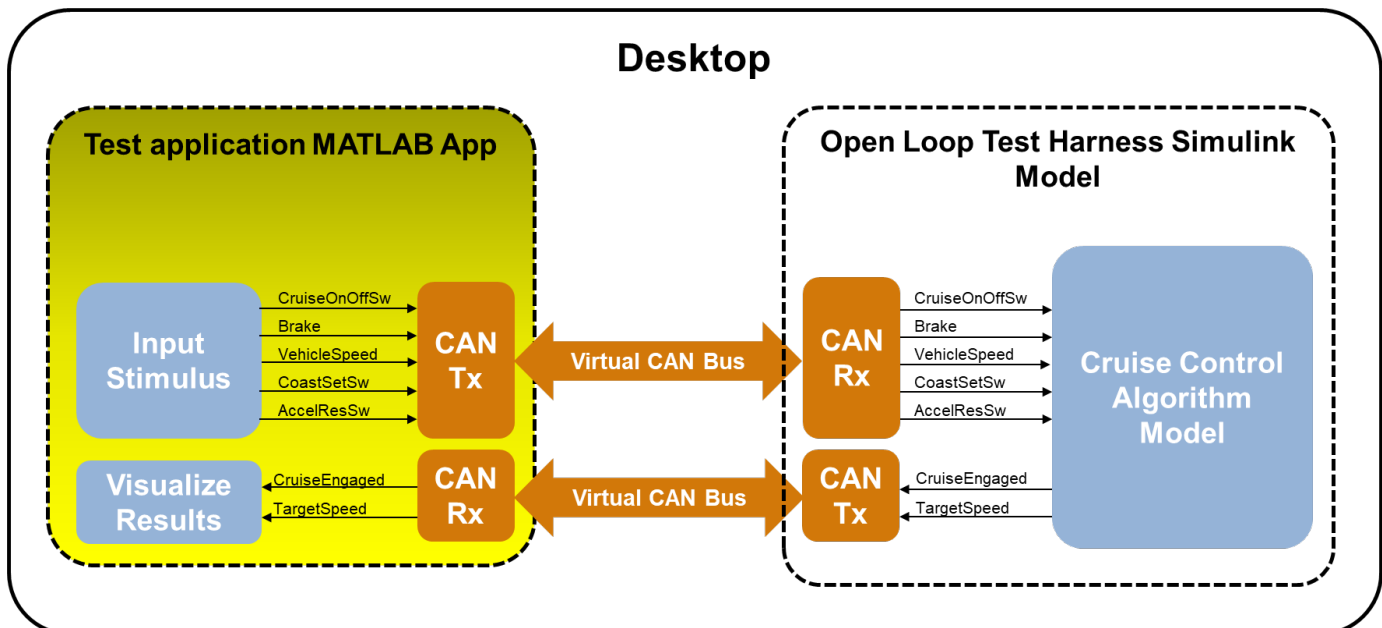 Desktop
Test application MATLAB App
Input
Stimulus
CruiseOnOffSw
Brake
VehicleSpeed
CoastSetSw
AccelResSw
CAN
Tx
Visualize
Results
CruiseEngaged
TargetSpeed
CAN
Rx
Virtual CAN Bus
Virtual CAN Bus
Open Loop Test Harness Simulink
Model
CAN
Rx
CruiseOnOffSw
Brake
VehicleSpeed
CoastSetSw
AccelResSw
CAN
Tx
CruiseEngaged
TargetSpeed
Cruise Control
Algorithm
Model